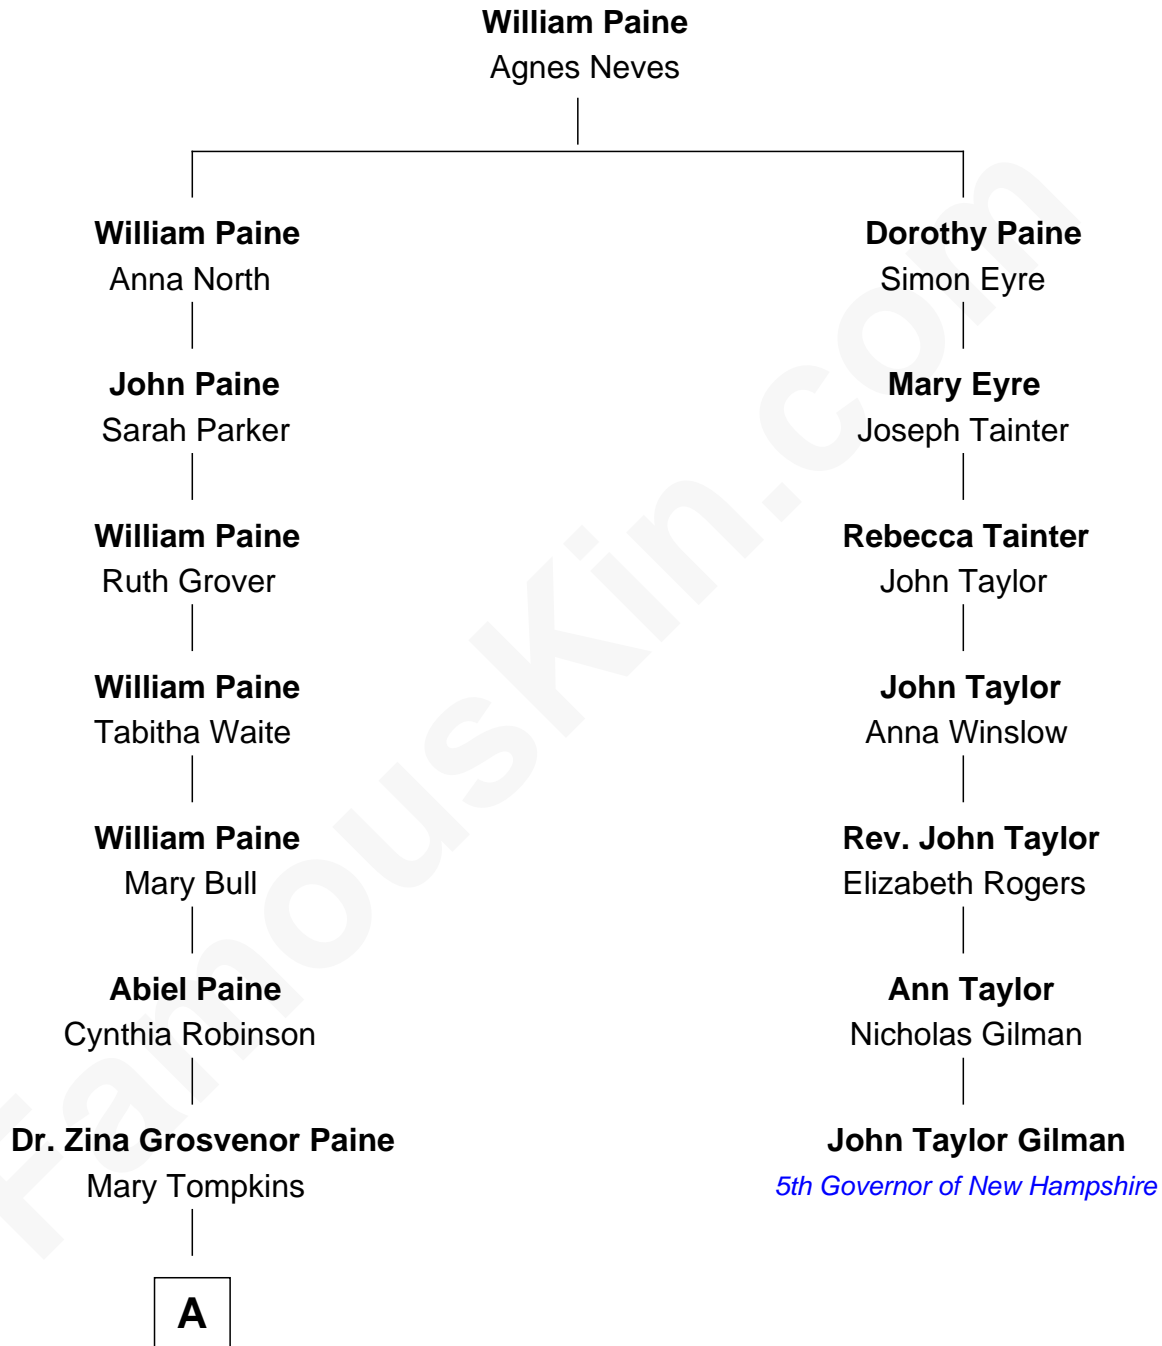 William Paine
Agnes Neves
William Paine
Anna North
Dorothy Paine
Simon Eyre
John Paine
Sarah Parker
Mary Eyre
Joseph Tainter
William Paine
Ruth Grover
Rebecca Tainter
John Taylor
William Paine
Tabitha Waite
John Taylor
Anna Winslow
William Paine
Mary Bull
Rev. John Taylor
Elizabeth Rogers
Abiel Paine
Cynthia Robinson
Ann Taylor
Nicholas Gilman
Dr. Zina Grosvenor Paine
Mary Tompkins
John Taylor Gilman
5th Governor of New Hampshire
A
FamousKin.com